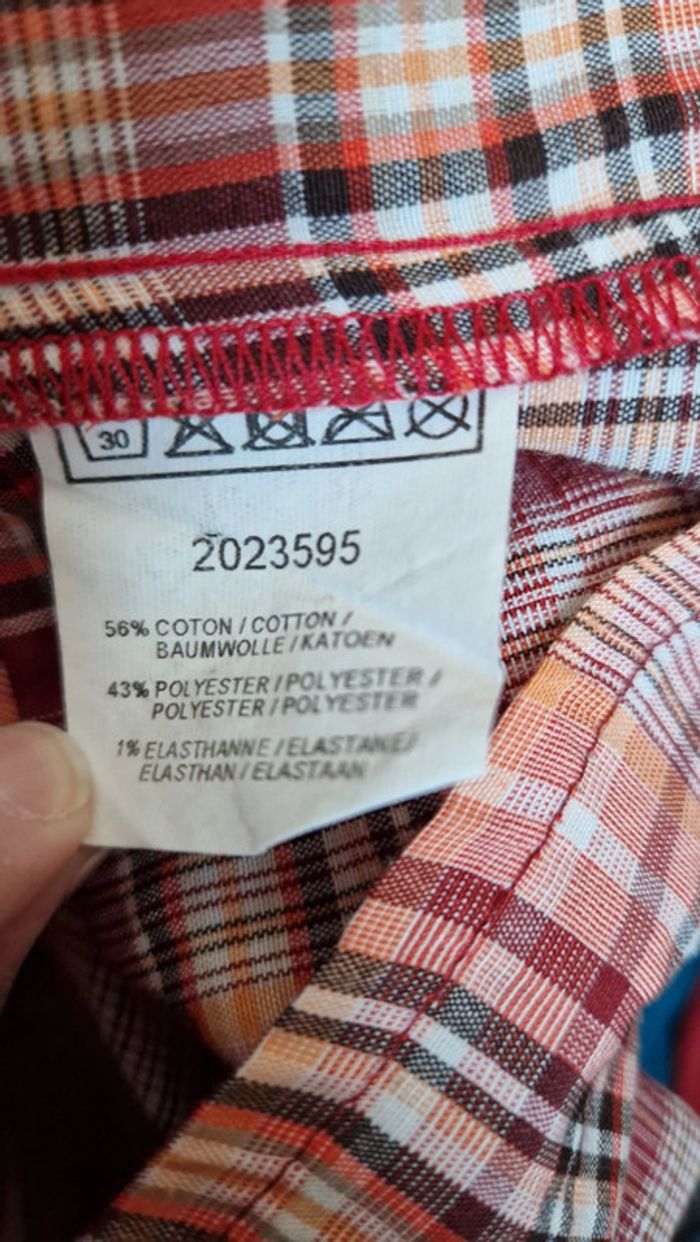 30
2023595
56% COTON / COTTON /
BAUMWOLLE / KATOEN
43% POLYESTER / POLYESTER /
POLYESTER / POLYESTER
1% ELASTHANNE / ELASTANE /
ELASTHAN / ELASTAAN